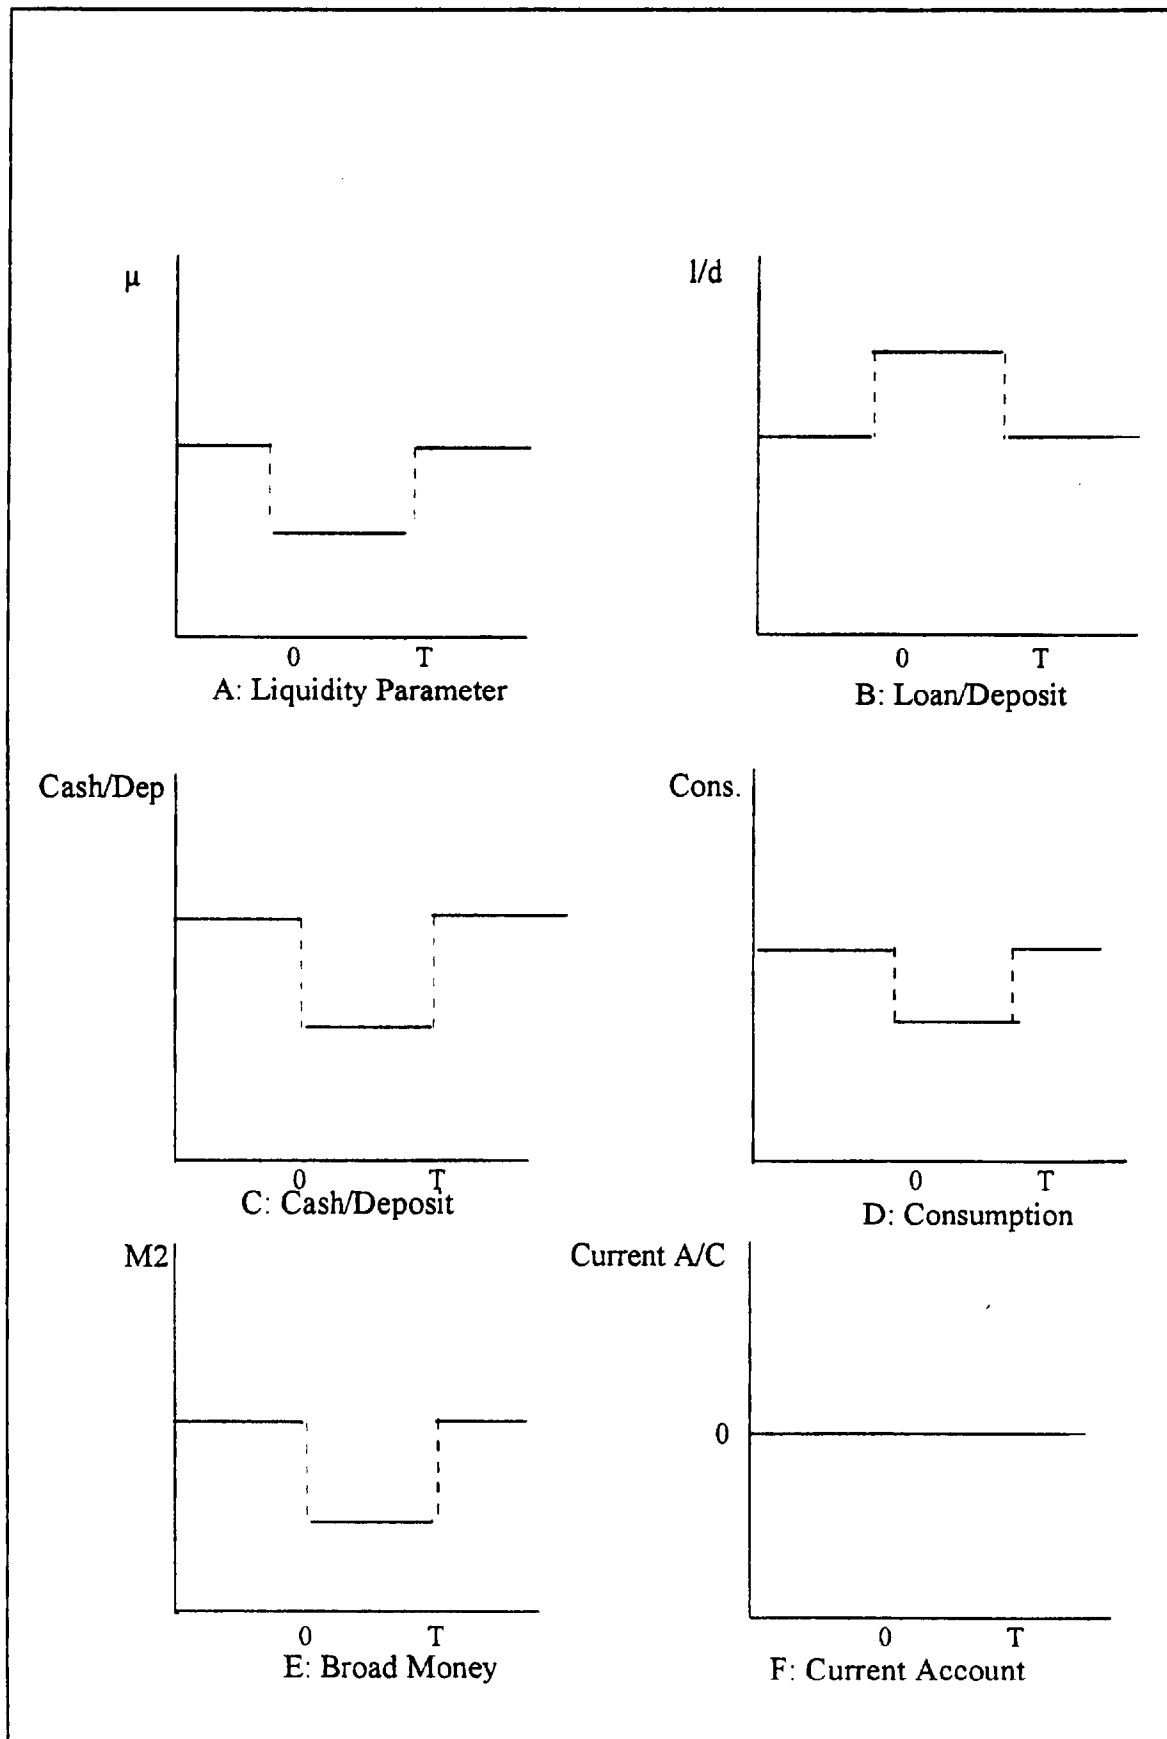 μ
l/d
0 T
A: Liquidity Parameter
0 T
B: Loan/Deposit
Cash/Dep
Cons.
0 T
C: Cash/Deposit
0 T
D: Consumption
M2
Current A/C
0
0 T
E: Broad Money
0 T
F: Current Account